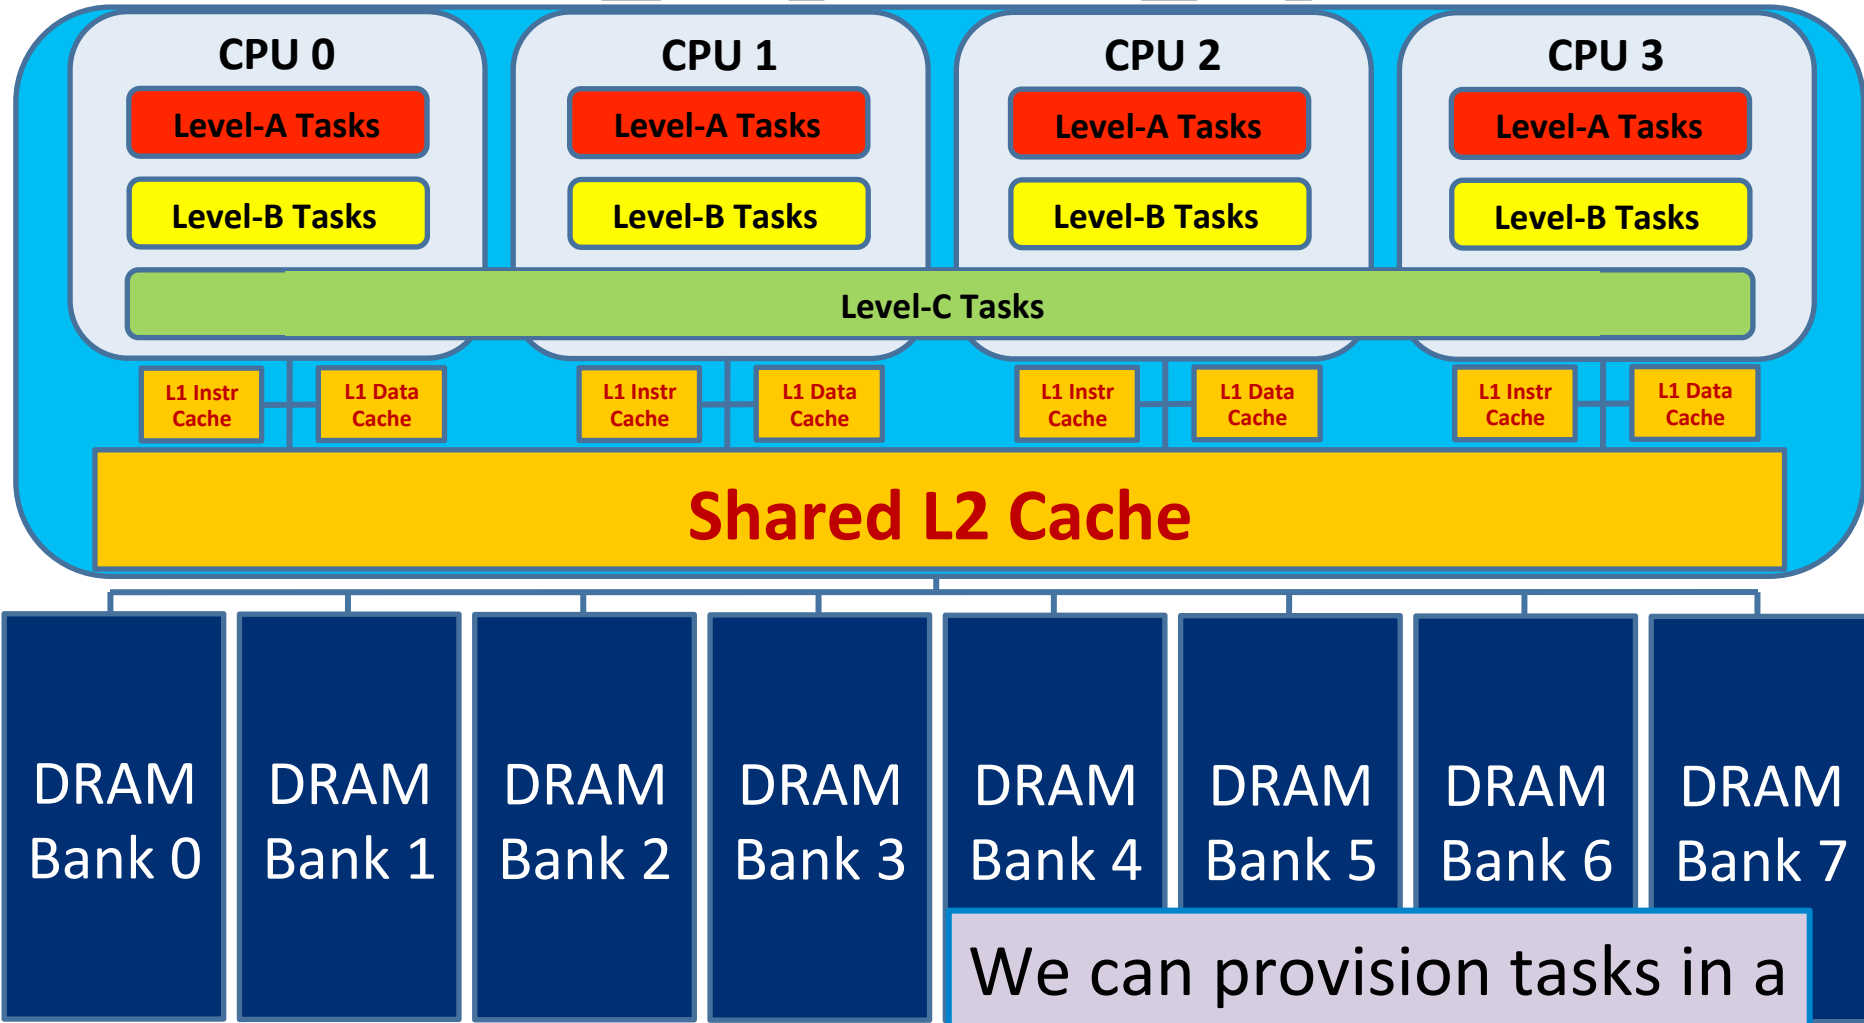 CPU 0 CPU 1 CPU 2 CPU 3
Level-A Tasks Level-A Tasks Level-A Tasks Level-A Tasks
Level-B Tasks Level-B Tasks Level-B Tasks Level-B Tasks
Level-C Tasks
L1 Instr L1 Data L1 Instr L1 Data L1 Instr L1 Data L1 Instr L1 Data
Cache Cache Cache Cache Cache Cache Cache Cache
Shared L2 Cache
DRAM DRAM DRAM DRAM DRAM DRAM DRAM DRAM
Bank 0 Bank 1 Bank 2 Bank 3 Bank 4 Bank 5 Bank 6 Bank 7
We can provision tasks in a